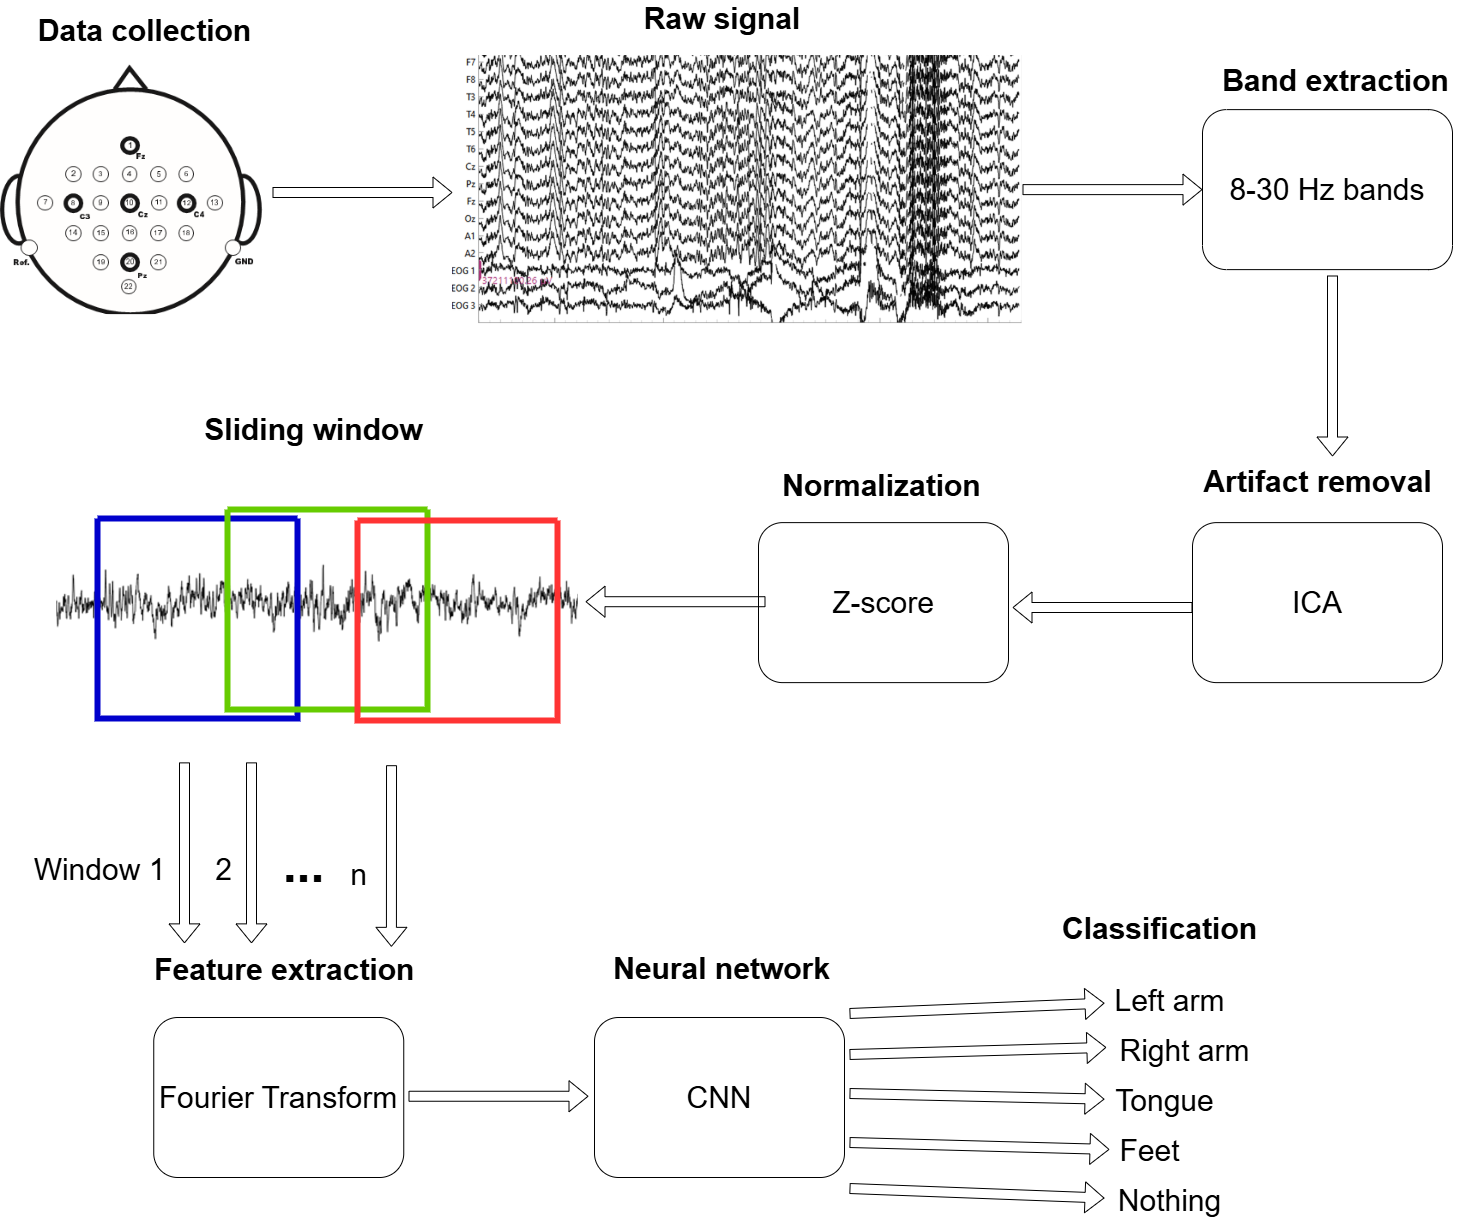 Data collection
Raw signal
Band extraction
1
Fz
2 3 4 5 6
7 8 9 10 11 12 13
C3 Cz C4
14 15 16 17 18
Ref. GND
19 20 21
Pz
22
F7
F8
T3
T4
T5
T6
Cz
Pz
Fz
Oz
A1
A2
EOG 1
EOG 2
EOG 3
8-30 Hz bands
Sliding window
Normalization
Artifact removal
Z-score
ICA
Window 1 2 ... n
Feature extraction
Neural network
Classification
Fourier Transform
CNN
Left arm
Right arm
Tongue
Feet
Nothing